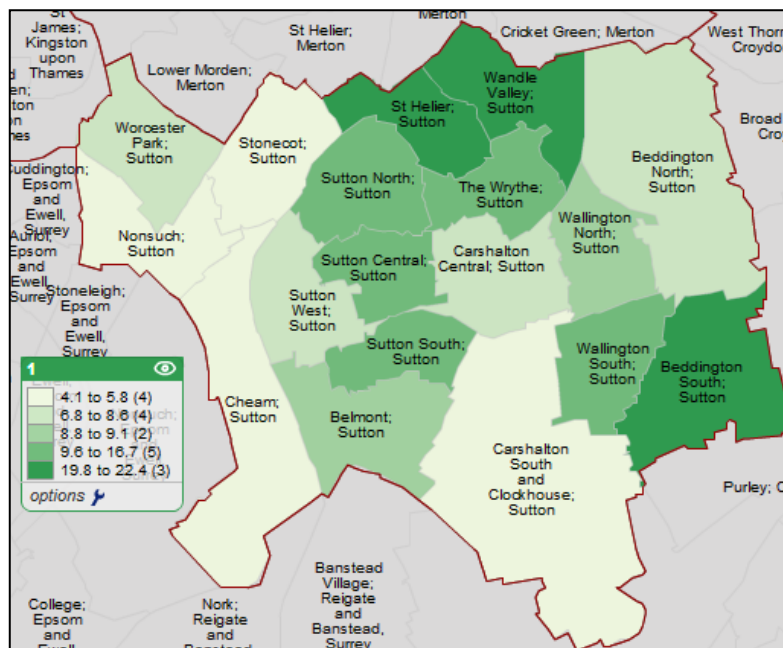 St
James;
Kingston
upon
Thames
St Helier;
Merton
Merton
Cricket Green; Merton
West Thorn
Croydo
Lower Morden;
Merton
Wandle
Valley;
Sutton
St Helier;
Sutton
Worcester
Park;
Sutton
Stonecot;
Sutton
Broad
Cro
Beddington
North;
Sutton
Cuddington;
Epsom
and
Ewell,
Surrey
Sutton North;
Sutton
The Wrythe;
Sutton
Wallington
North;
Sutton
Nonsuch;
Sutton
Auriol;
Epsom
and
Ewell,
Surrey
Sutton Central;
Sutton
Carshalton
Central; Sutton
Stoneleigh;
Epsom
and
Ewell,
Surrey
Sutton
West;
Sutton
Sutton South;
Sutton
Wallington
South;
Sutton
Beddington
South;
Sutton
1
4.1 to 5.8 (4)
6.8 to 8.6 (4)
8.8 to 9.1 (2)
9.6 to 16.7 (5)
19.8 to 22.4 (3)
options
Cheam;
Sutton
Belmont;
Sutton
Carshalton
South
and
Clockhouse;
Sutton
Purley; C
Banstead
Village;
Reigate
and
Banstead,
Surrey
College;
Epsom
and
Ewell
Nork;
Reigate
and
Banstead